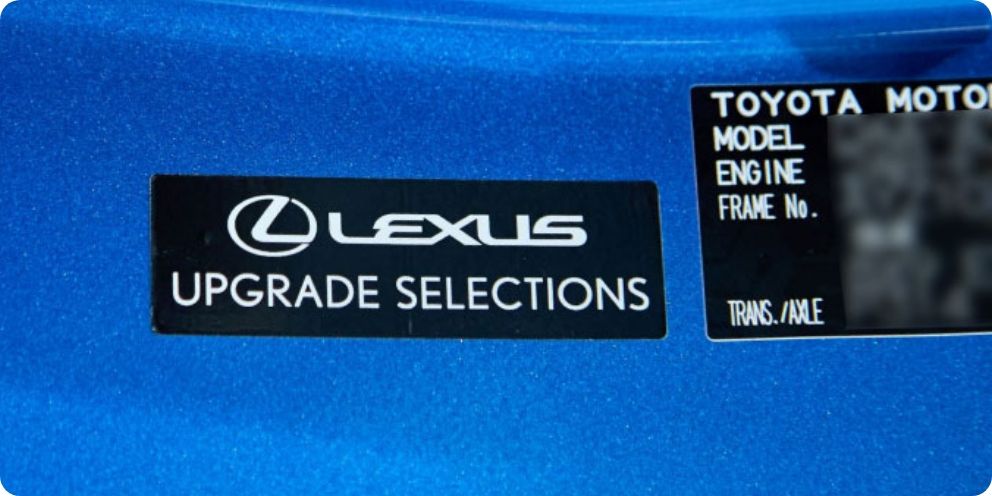 LEXUS
UPGRADE SELECTIONS
TOYOTA MOTO
MODEL
ENGINE
FRAME No.
TRANS./AXLE